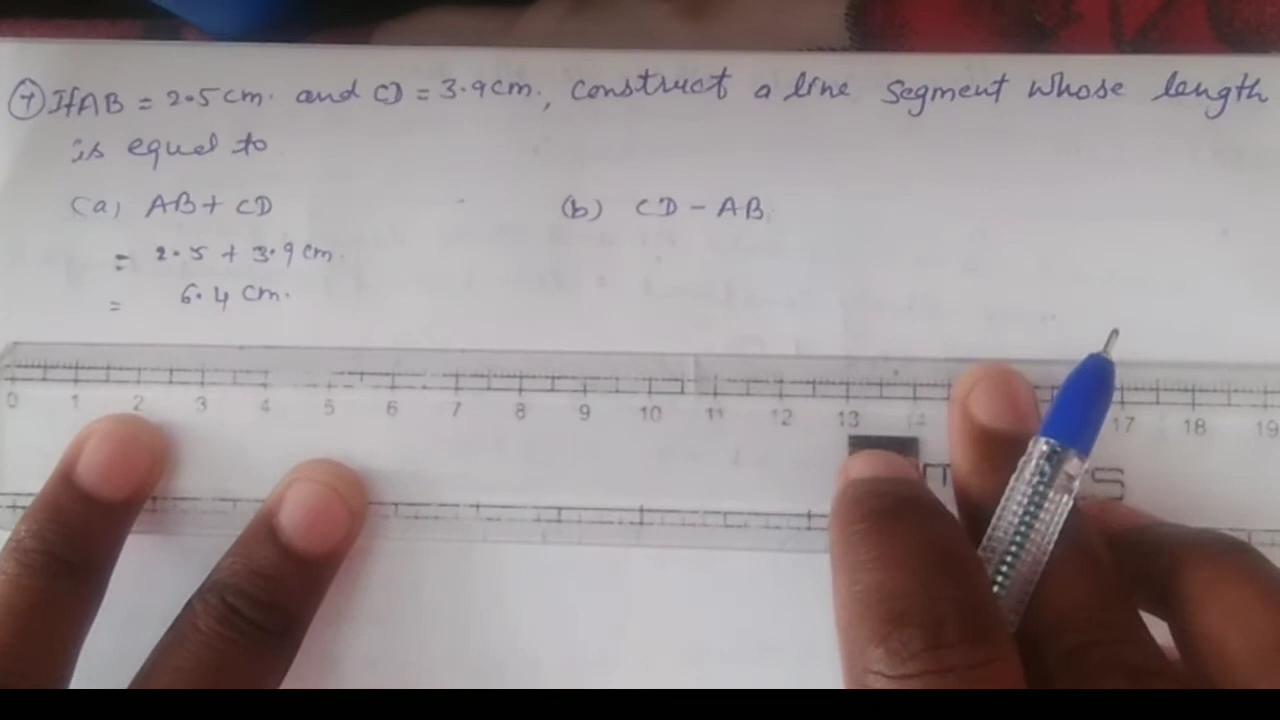 7 If AB = 2.5 cm. and CD = 3.9 cm., construct a line segment whose length
is equal to
(a) AB + CD
(b) CD - AB.
= 2.5 + 3.9 cm.
= 6.4 cm.
0 1 2 3 4 5 6 7 8 9 10 11 12 13 14 17 18 19